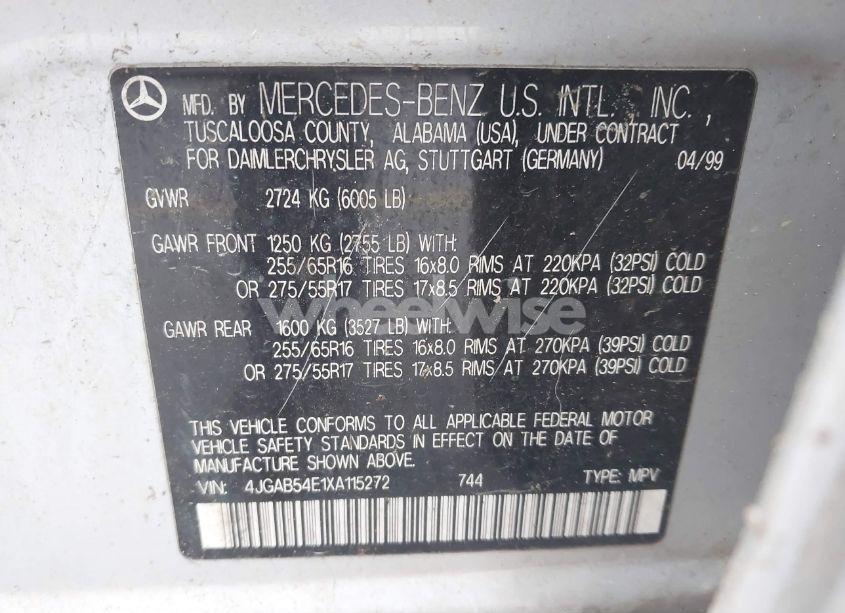 MFD. BY MERCEDES-BENZ U.S. INTL., INC.,
TUSCALOOSA COUNTY, ALABAMA (USA), UNDER CONTRACT
FOR DAIMLERCHRYSLER AG, STUTTGART (GERMANY) 04/99
GVWR 2724 KG (6005 LB)
GAWR FRONT 1250 KG (2755 LB) WITH:
255/65R16 TIRES 16x8.0 RIMS AT 220KPA (32PSI) COLD
OR 275/55R17 TIRES 17x8.5 RIMS AT 220KPA (32PSI) COLD
wheelwise
GAWR REAR 1600 KG (3527 LB) WITH:
255/65R16 TIRES 16x8.0 RIMS AT 270KPA (39PSI) COLD
OR 275/55R17 TIRES 17x8.5 RIMS AT 270KPA (39PSI) COLD
THIS VEHICLE CONFORMS TO ALL APPLICABLE FEDERAL MOTOR
VEHICLE SAFETY STANDARDS IN EFFECT ON THE DATE OF
MANUFACTURE SHOWN ABOVE.
VIN: 4JGAB54E1XA115272 744 TYPE: MPV